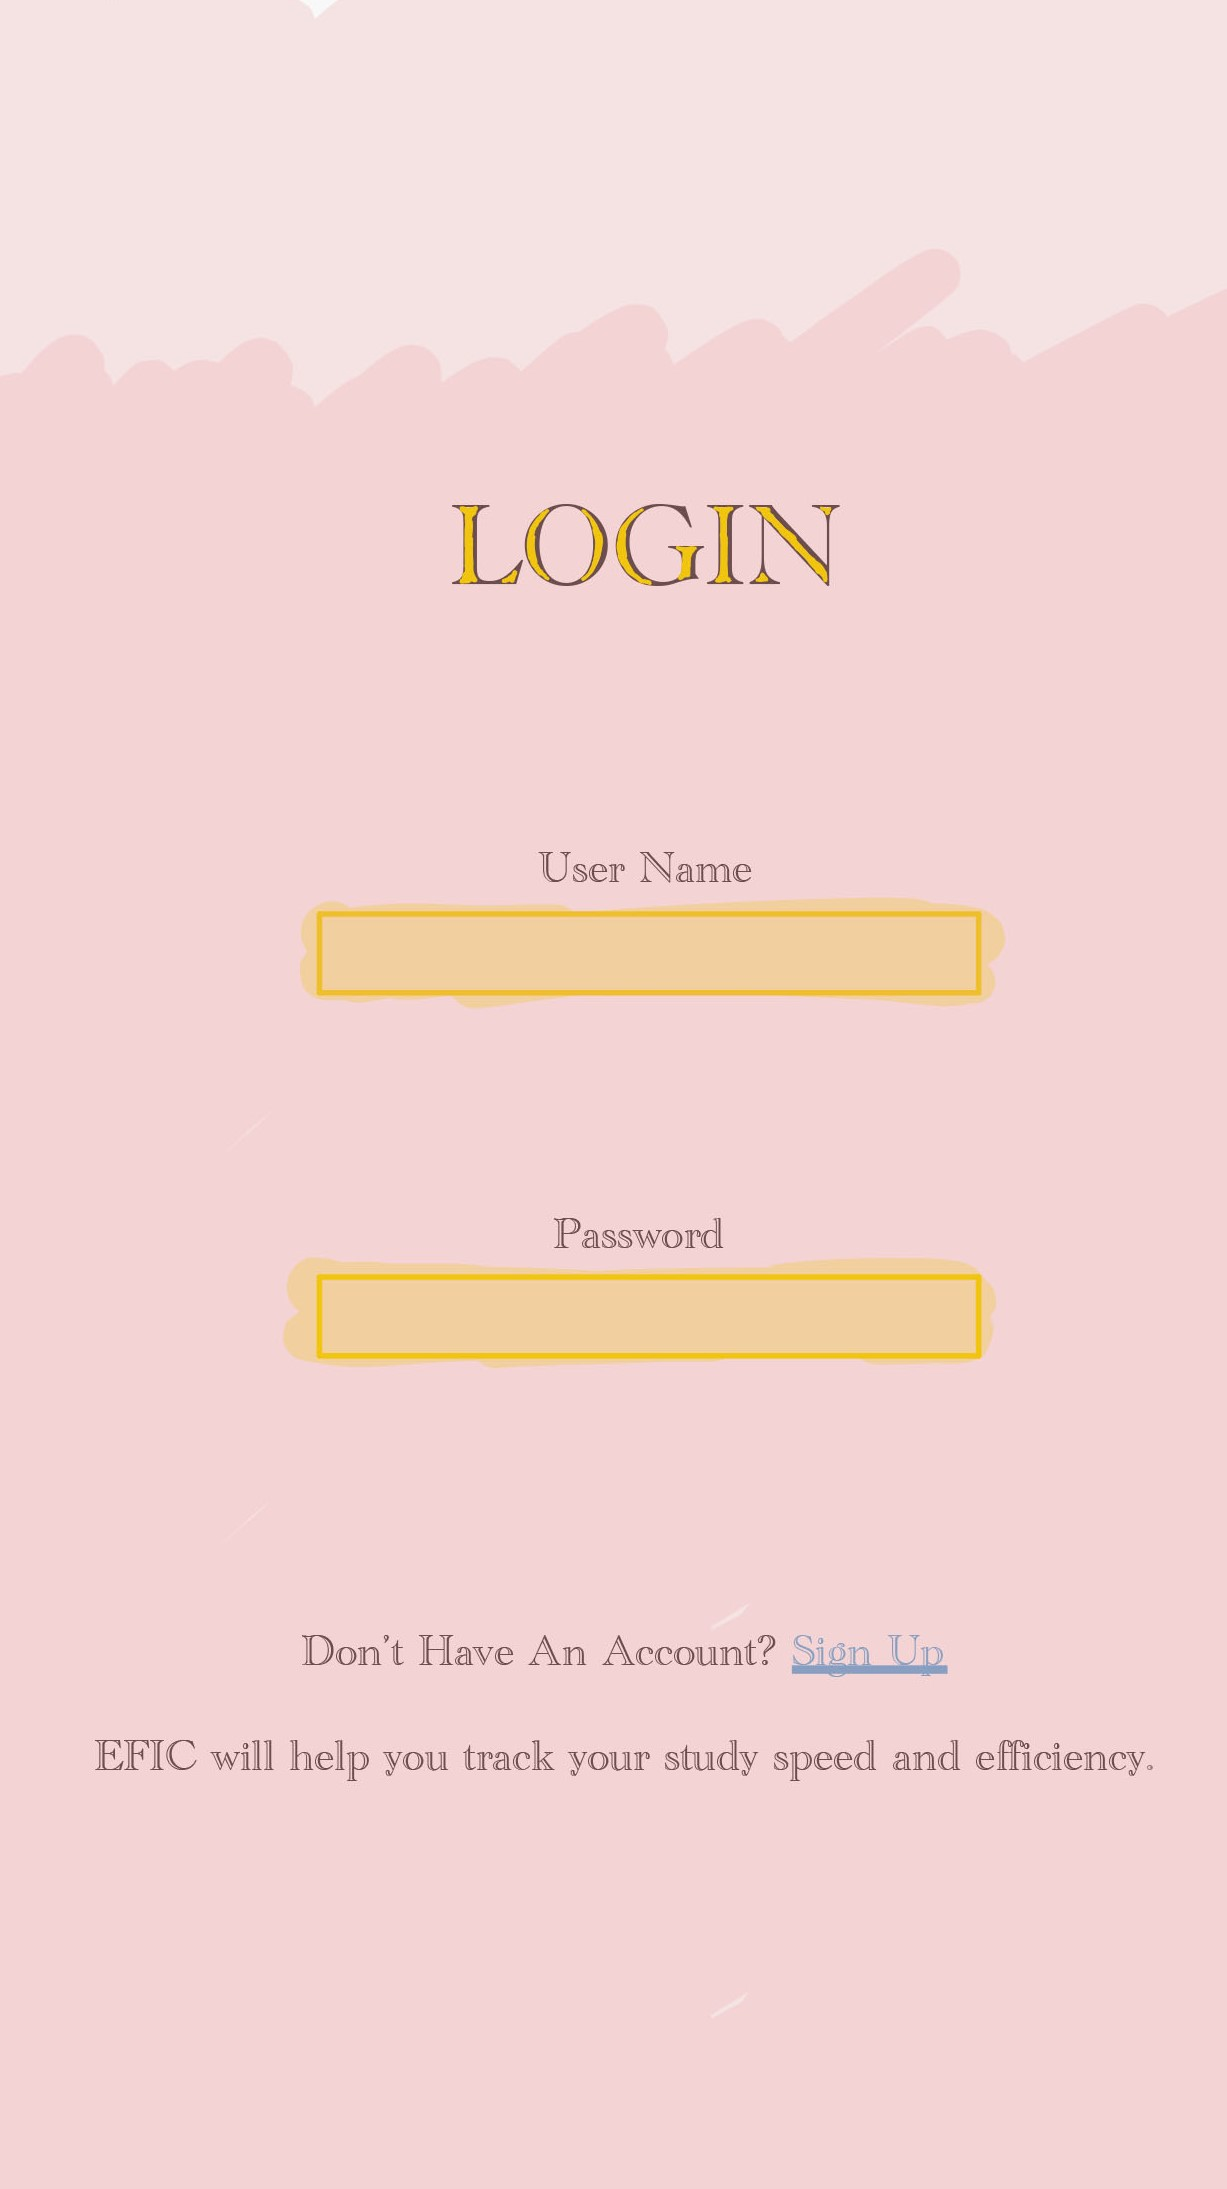 LOGIN
User Name
Password
Don't Have An Account? Sign Up
EFIC will help you track your study speed and efficiency.